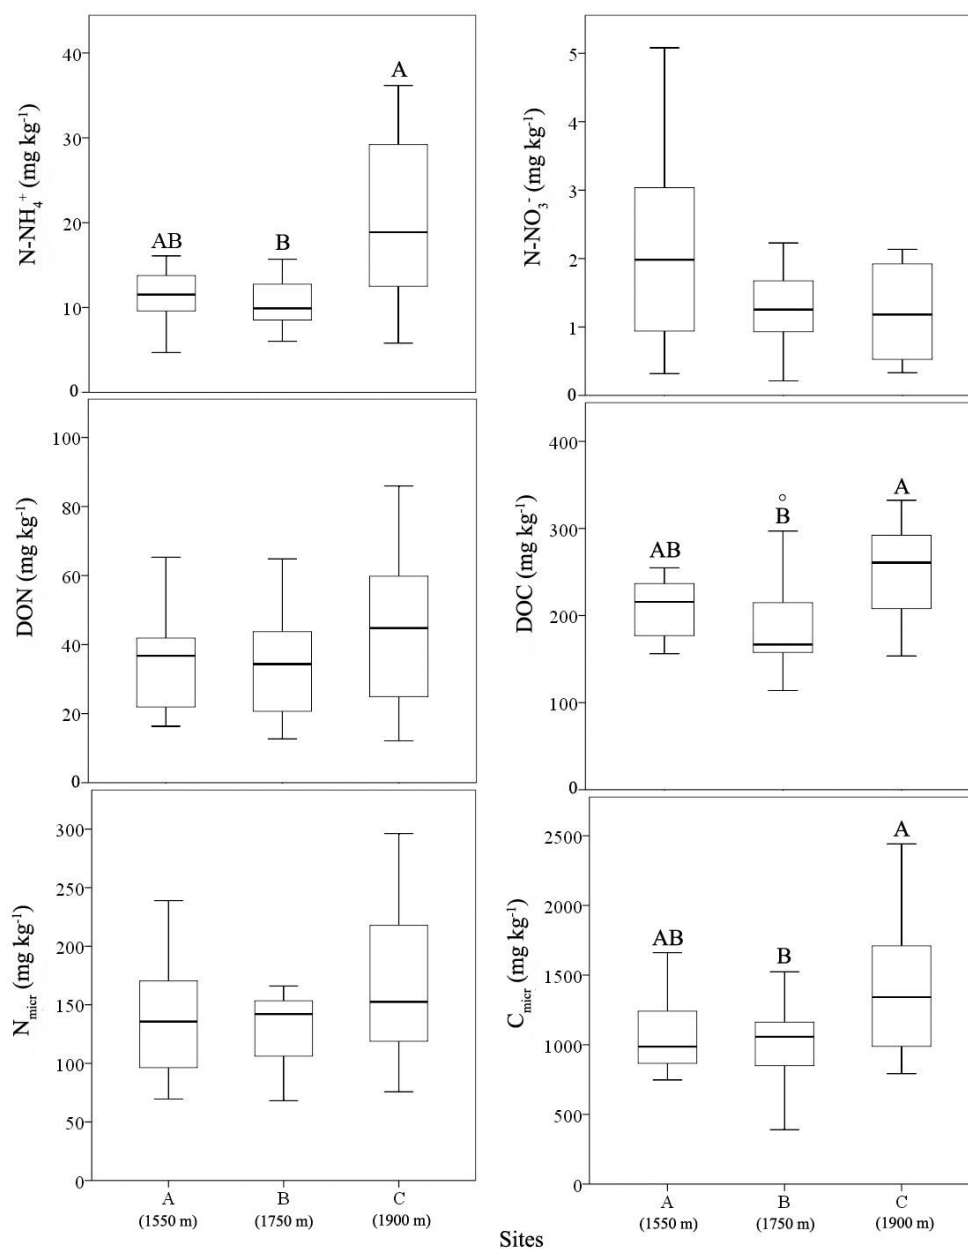 N-NH₄⁺ (mg kg⁻¹)
40
30
20
10
0
AB
B
A
N-NO₃⁻ (mg kg⁻¹)
5
4
3
2
1
0
DON (mg kg⁻¹)
100
80
60
40
20
0
DOC (mg kg⁻¹)
400
300
200
100
0
AB
B
A
N micr (mg kg⁻¹)
300
250
200
150
100
50
0
A
B
C
(1550 m)
(1750 m)
(1900 m)
C micr (mg kg⁻¹)
2500
2000
1500
1000
500
0
AB
B
A
A
B
C
(1550 m)
(1750 m)
(1900 m)
Sites